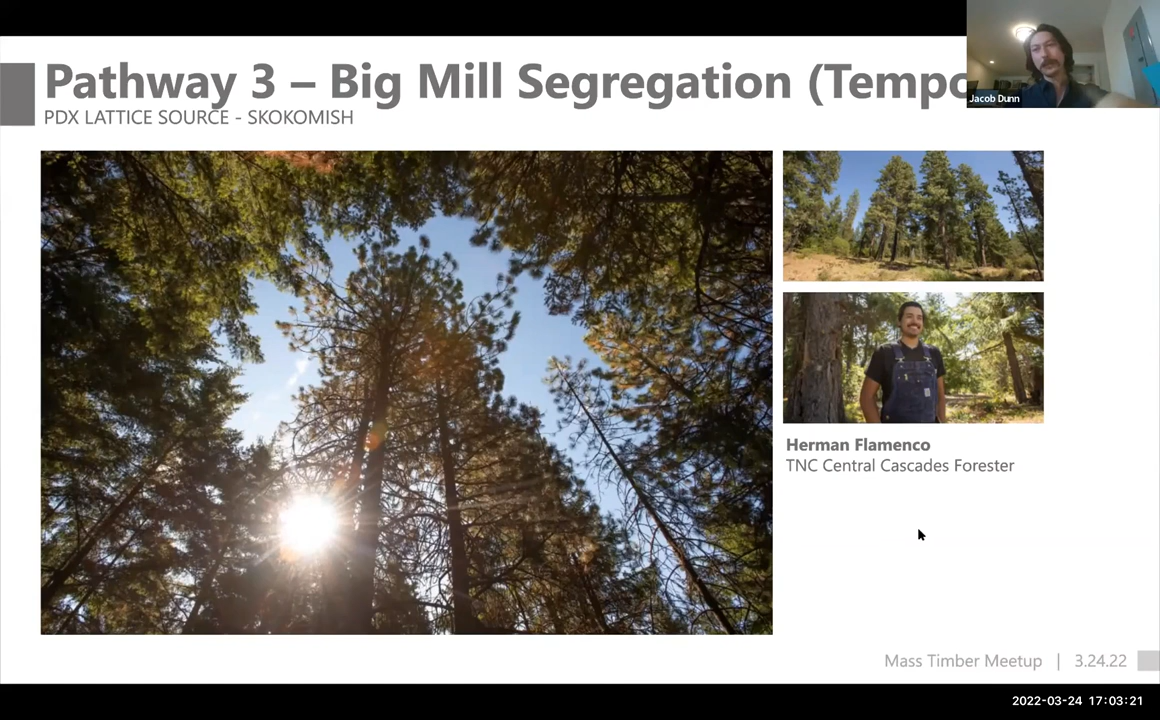 Pathway 3 – Big Mill Segregation (Tempo
PDX LATTICE SOURCE - SKOKOMISH
Jacob Dunn
Herman Flamenco
TNC Central Cascades Forester
Mass Timber Meetup | 3.24.22
2022-03-24 17:03:21